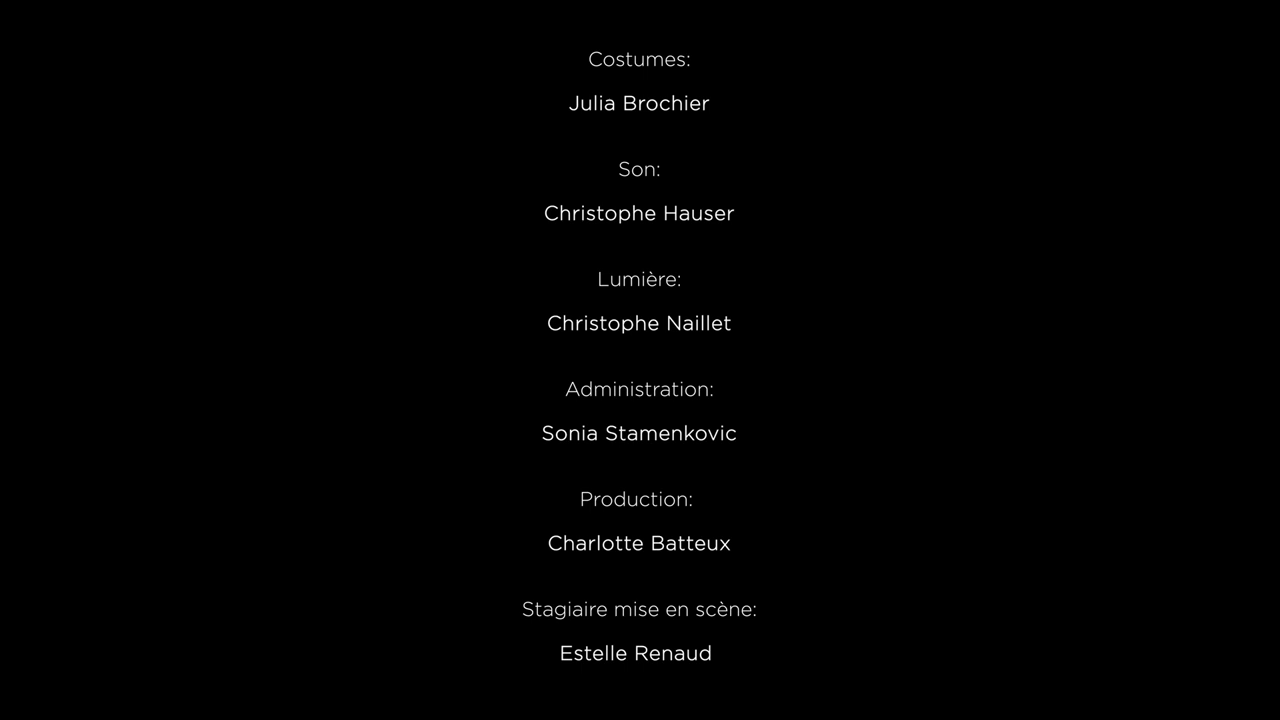 Costumes:
Julia Brochier
Son:
Christophe Hauser
Lumière:
Christophe Naillet
Administration:
Sonia Stamenkovic
Production:
Charlotte Batteux
Stagiaire mise en scène:
Estelle Renaud